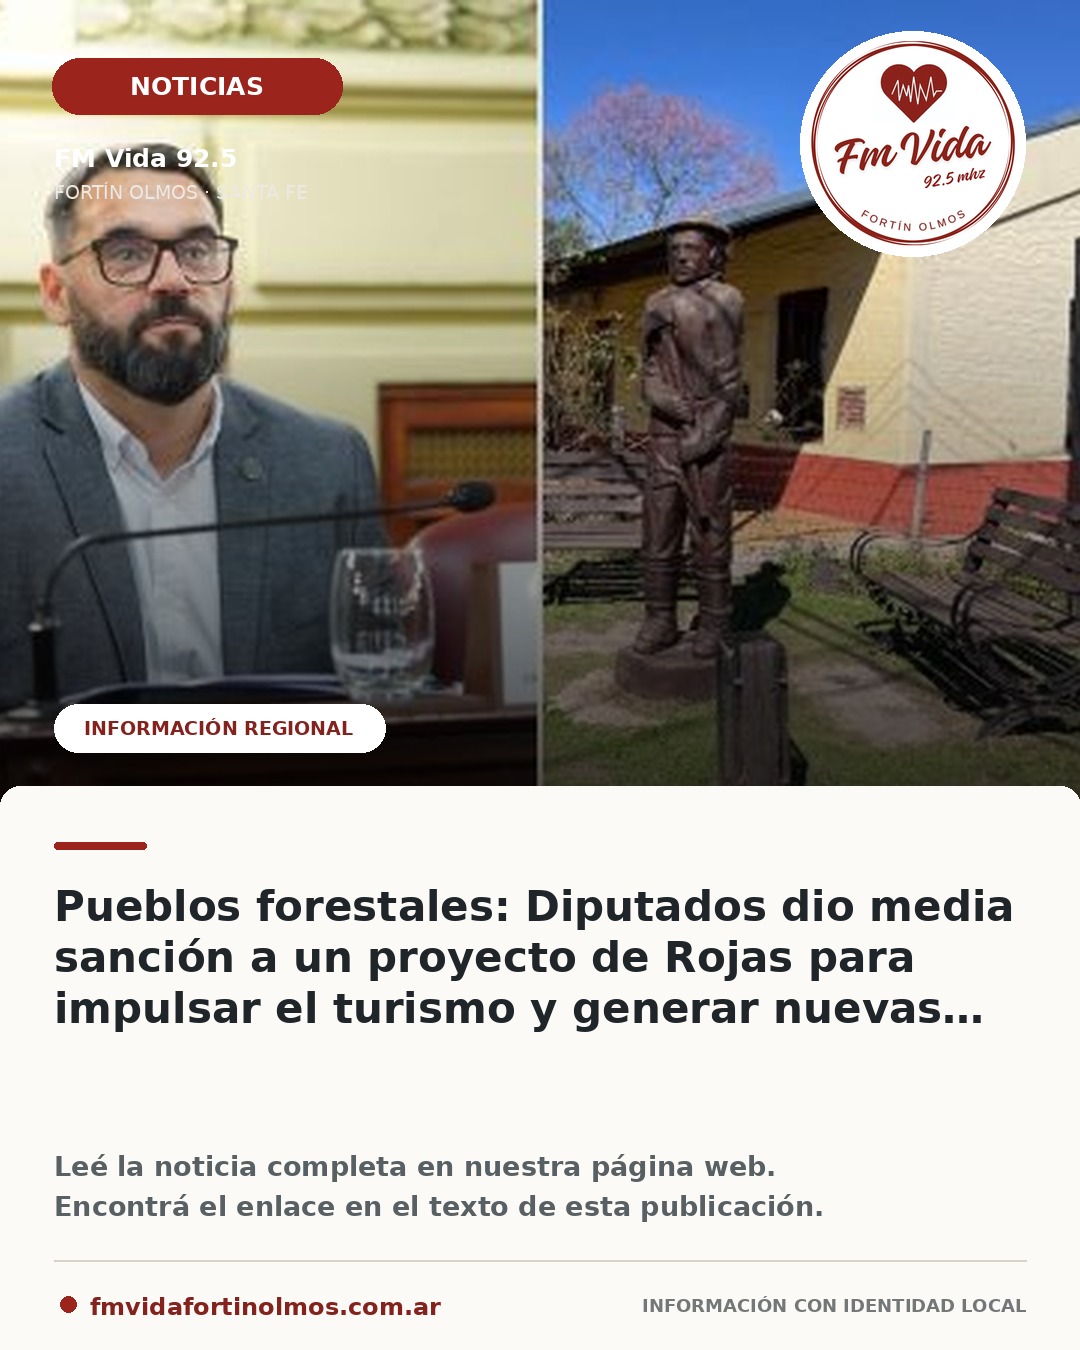 NOTICIAS
FM Vida 92.5
FORTÍN OLMOS · SANTA FE
Fm Vida
92.5 mhz
FORTÍN OLMOS
INFORMACIÓN REGIONAL
Pueblos forestales: Diputados dio media
sanción a un proyecto de Rojas para
impulsar el turismo y generar nuevas...
Leé la noticia completa en nuestra página web.
Encontrá el enlace en el texto de esta publicación.
fmvidafortinolmos.com.ar
INFORMACIÓN CON IDENTIDAD LOCAL